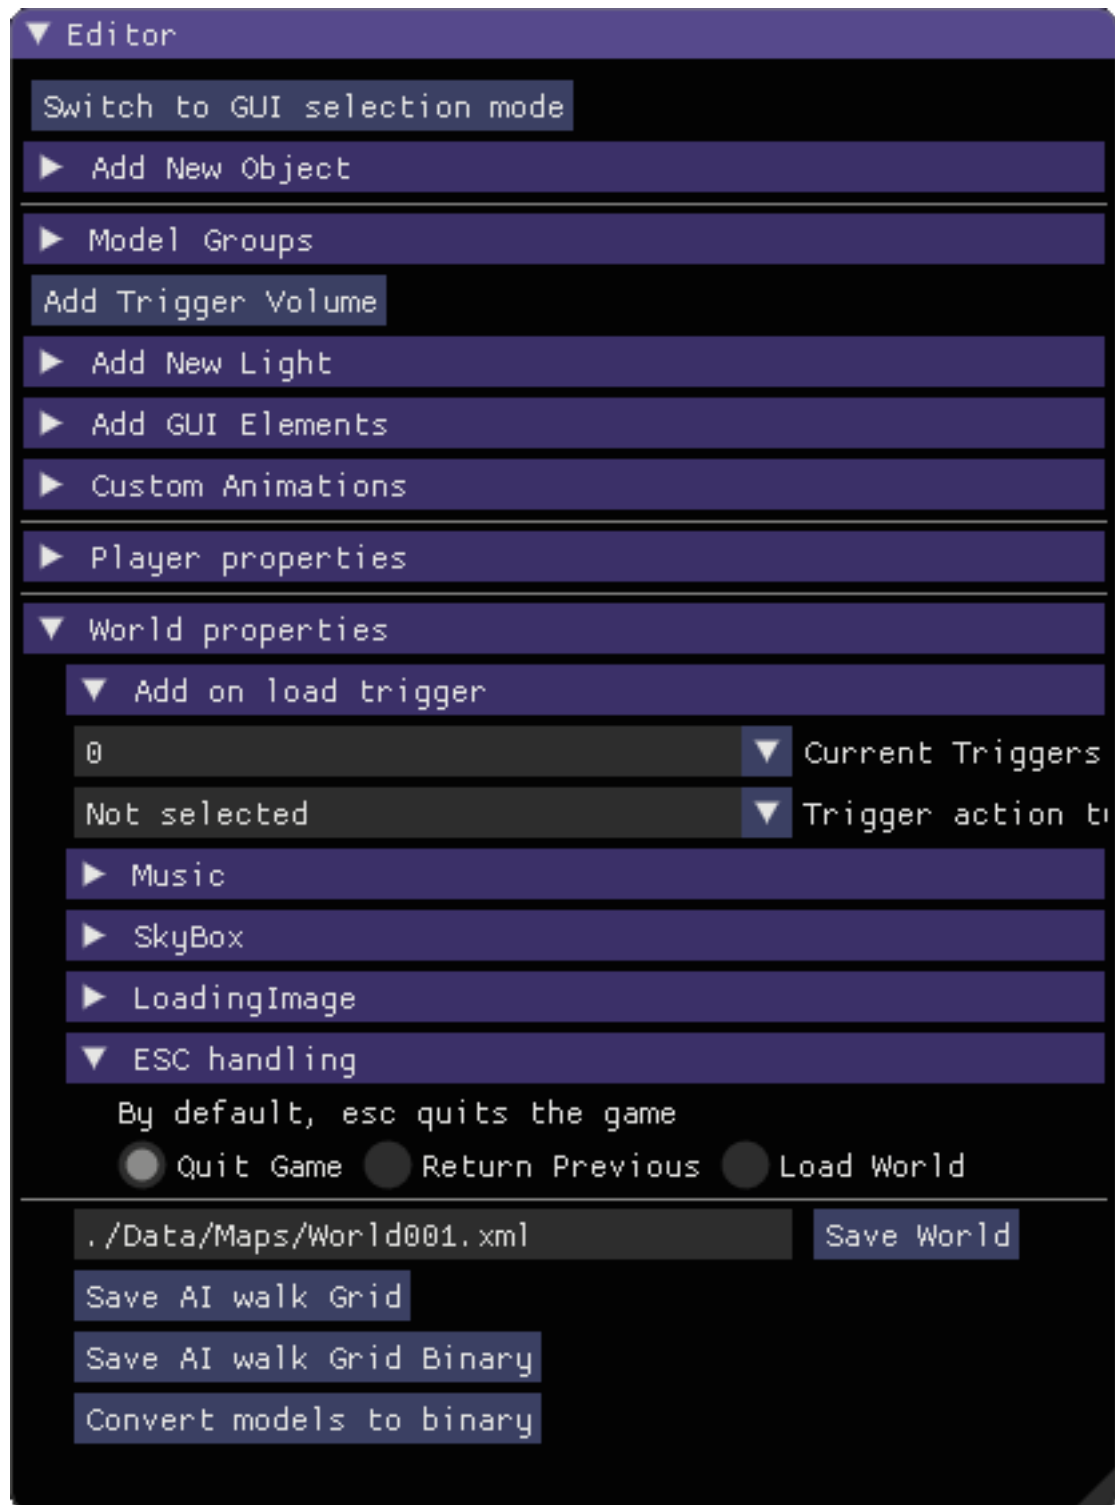 Editor
Switch to GUI selection mode
Add New Object
Model Groups
Add Trigger Volume
Add New Light
Add GUI Elements
Custom Animations
Player properties
World properties
Add on load trigger
0 Current Triggers
Not selected Trigger action
Music
SkyBox
LoadingImage
ESC handling
By default, esc quits the game
Quit Game Return Previous Load World
./Data/Maps/World001.xml Save World
Save AI walk Grid
Save AI walk Grid Binary
Convert models to binary